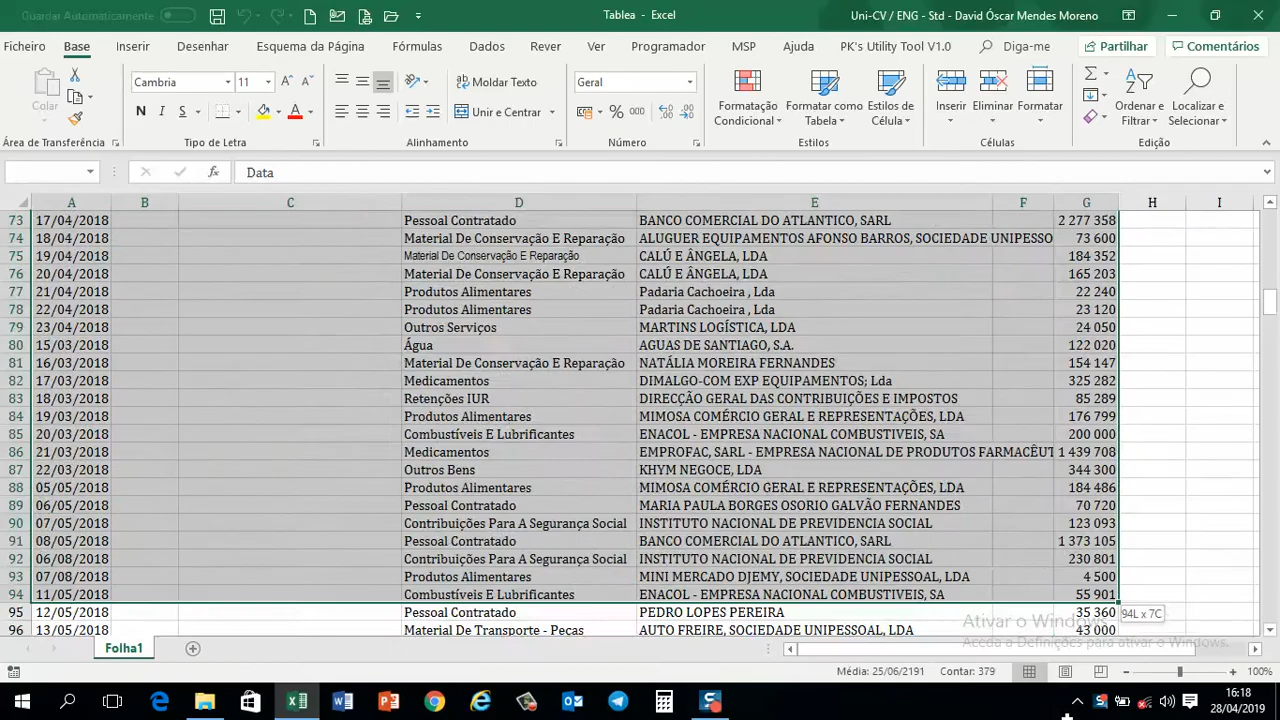 Guardar Automaticamente
Tablea - Excel
Uni-CV / ENG - Std - David Óscar Mendes Moreno
Ficheiro Base Inserir Desenhar Esquema da Página Fórmulas Dados Rever Ver Programador MSP Ajuda PK's Utility Tool V1.0 Diga-me Partilhar Comentários
Colar
Cambria 11
N I S
Moldar Texto
Unir e Centrar
Geral
% 000
Formatação Condicional
Formatar como Tabela
Estilos de Célula
Inserir Eliminar Formatar
Ordenar e Filtrar
Localizar e Selecionar
Área de Transferência Tipo de Letra Alinhamento Número Estilos Células Edição
fx Data
A B C D E F G H I
73 17/04/2018 Pessoal Contratado BANCO COMERCIAL DO ATLANTICO, SARL 2 277 358
74 18/04/2018 Material De Conservação E Reparação ALUGUER EQUIPAMENTOS AFONSO BARROS, SOCIEDADE UNIPESSO 73 600
75 19/04/2018 Material De Conservação E Reparação CALÚ E ÂNGELA, LDA 184 352
76 20/04/2018 Material De Conservação E Reparação CALÚ E ÂNGELA, LDA 165 203
77 21/04/2018 Produtos Alimentares Padaria Cachoeira , Lda 22 240
78 22/04/2018 Produtos Alimentares Padaria Cachoeira , Lda 23 120
79 23/04/2018 Outros Serviços MARTINS LOGÍSTICA, LDA 24 050
80 15/03/2018 Água AGUAS DE SANTIAGO, S.A. 122 020
81 16/03/2018 Material De Conservação E Reparação NATÁLIA MOREIRA FERNANDES 154 147
82 17/03/2018 Medicamentos DIMALGO-COM EXP EQUIPAMENTOS; Lda 325 282
83 18/03/2018 Retenções IUR DIRECÇÃO GERAL DAS CONTRIBUIÇÕES E IMPOSTOS 85 289
84 19/03/2018 Produtos Alimentares MIMOSA COMÉRCIO GERAL E REPRESENTAÇÕES, LDA 176 799
85 20/03/2018 Combustíveis E Lubrificantes ENACOL - EMPRESA NACIONAL COMBUSTIVEIS, SA 200 000
86 21/03/2018 Medicamentos EMPROFAC, SARL - EMPRESA NACIONAL DE PRODUTOS FARMACÊUT 1 439 708
87 22/03/2018 Outros Bens KHYM NEGOCE, LDA 344 300
88 05/05/2018 Produtos Alimentares MIMOSA COMÉRCIO GERAL E REPRESENTAÇÕES, LDA 184 486
89 06/05/2018 Pessoal Contratado MARIA PAULA BORGES OSORIO GALVÃO FERNANDES 70 720
90 07/05/2018 Contribuições Para A Segurança Social INSTITUTO NACIONAL DE PREVIDENCIA SOCIAL 123 093
91 08/05/2018 Pessoal Contratado BANCO COMERCIAL DO ATLANTICO, SARL 1 373 105
92 06/08/2018 Contribuições Para A Segurança Social INSTITUTO NACIONAL DE PREVIDENCIA SOCIAL 230 801
93 07/08/2018 Produtos Alimentares MINI MERCADO DJEMY, SOCIEDADE UNIPESSOAL, LDA 4 500
94 11/05/2018 Combustíveis E Lubrificantes ENACOL - EMPRESA NACIONAL COMBUSTIVEIS, SA 55 901
95 12/05/2018 Pessoal Contratado PEDRO LOPES PEREIRA 35 360
94L x 7C
96 13/05/2018 Material De Transporte - Peças AUTO FREIRE, SOCIEDADE UNIPESSOAL, LDA 43 000
Ativar o Windows
Aceda a Definições para ativar o Windows.
Folha1
Média: 25/06/2191 Contar: 379 100%
16:18
28/04/2019